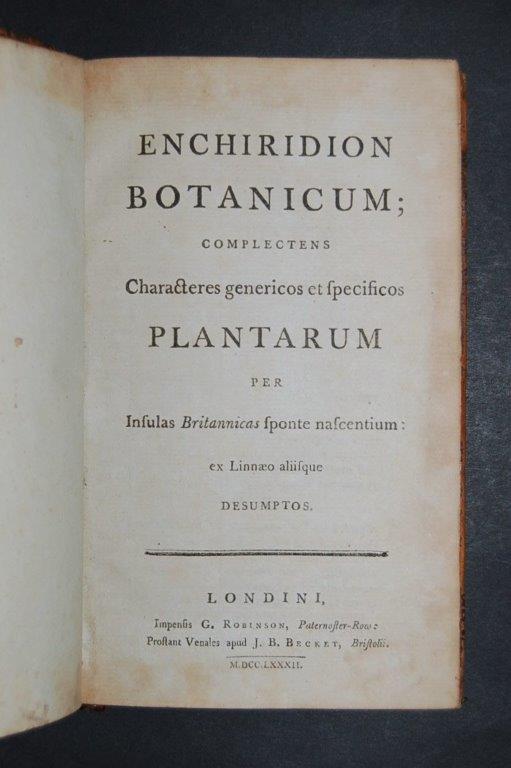 ENCHIRIDION
BOTANICUM;
COMPLECTENS
Characteres genericos et ſpecificos
PLANTARUM
PER
Inſulas Britannicas ſponte naſcentium:
ex Linnæo aliiſque
DESUMPTOS.
LONDINI,
Impenſis G. ROBINSON, Paternoſter-Row:
Proſtant Venales apud J. B. BECKET, Briſtolii.
M.DCC.LXXXII.